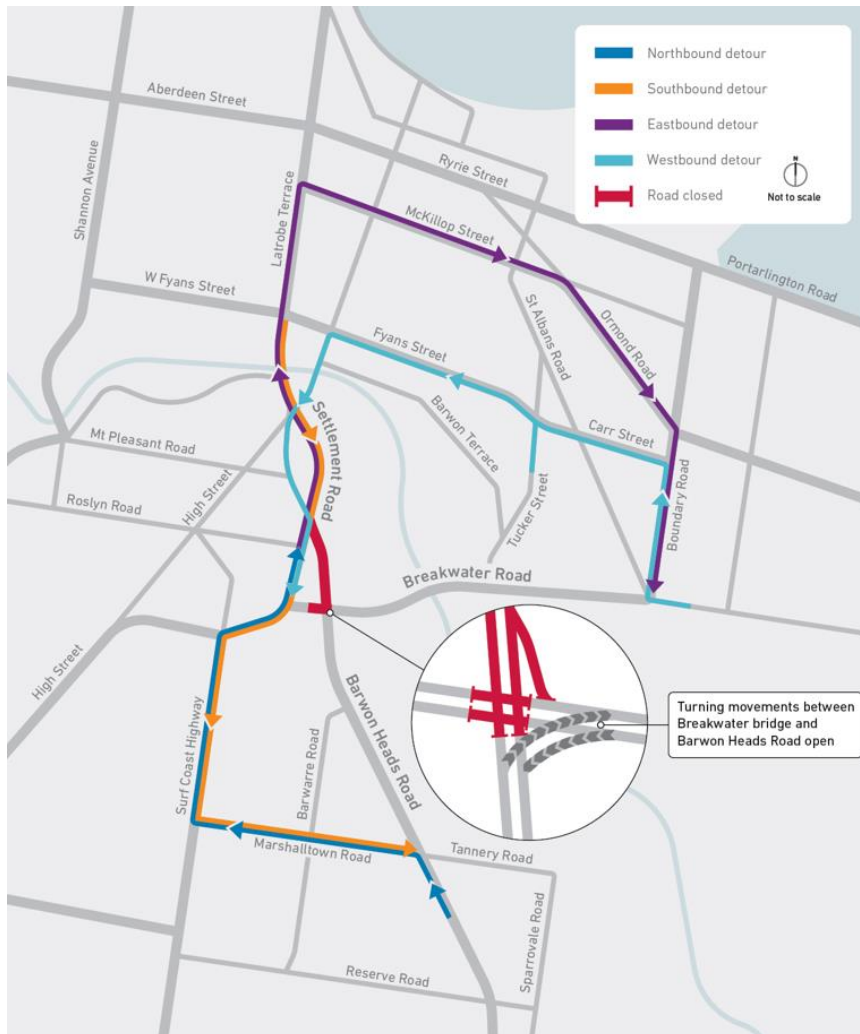 Northbound detour
Southbound detour
Eastbound detour
Westbound detour
Road closed
N
Not to scale
Aberdeen Street
Ryrie Street
Shannon Avenue
Latrobe Terrace
McKillop Street
Portarlington Road
W Fyans Street
Fyans Street
St Albans Road
Ormond Road
Settlement Road
Barwon Terrace
Carr Street
Mt Pleasant Road
High Street
Roslyn Road
Tucker Street
Boundary Road
Breakwater Road
High Street
Surf Coast Highway
Barwarre Road
Barwon Heads Road
Turning movements between
Breakwater bridge and
Barwon Heads Road open
Marshalltown Road
Tannery Road
Sparrovale Road
Reserve Road